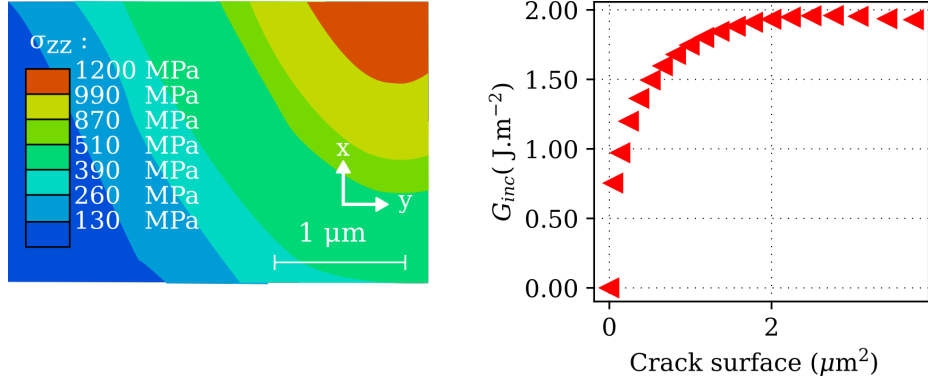 σzz :
1200 MPa
990 MPa
870 MPa
510 MPa
390 MPa
260 MPa
130 MPa
x
y
1 μm
2.00
1.50
1.00
0.50
0.00
G_inc( J.m⁻²)
0
2
Crack surface (μm²)